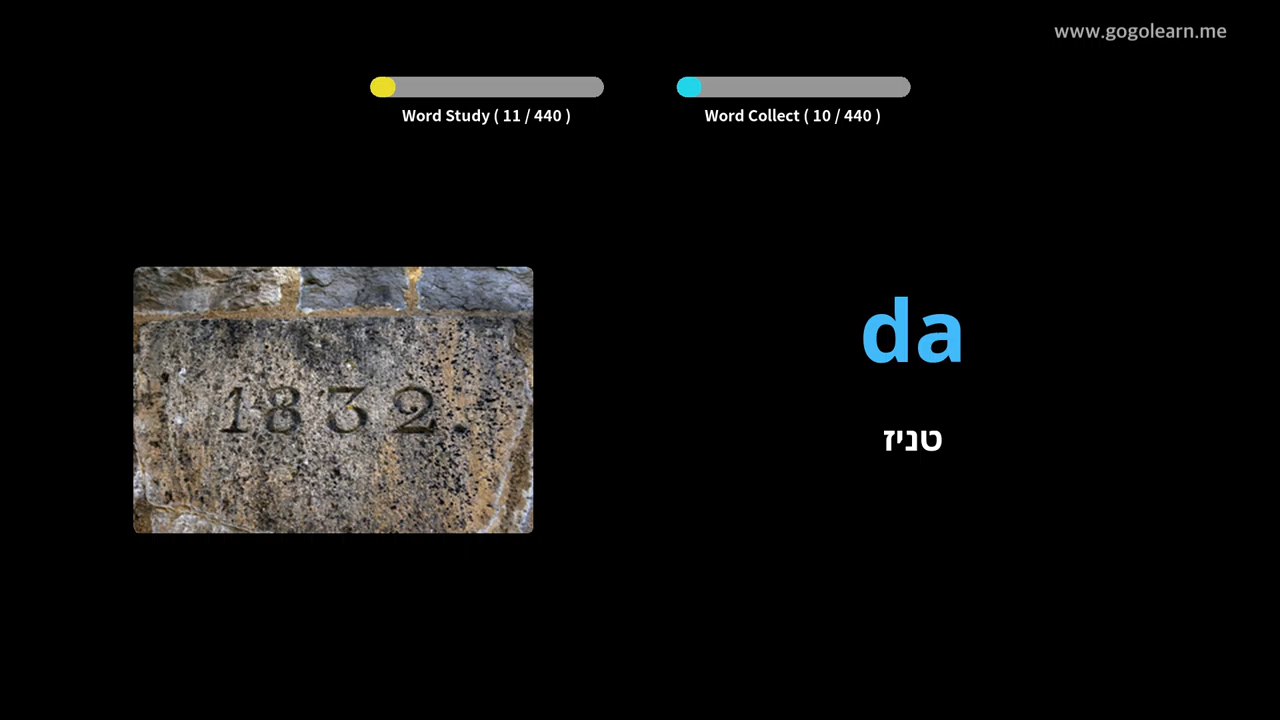 www.gogolearn.me
Word Study ( 11 / 440 )
Word Collect ( 10 / 440 )
1832.
da
טניז